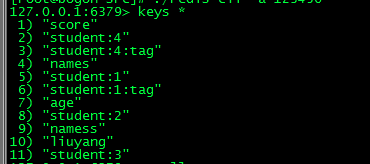 127.0.0.1:6379> keys *
1) "score"
2) "student:4"
3) "student:4:tag"
4) "names"
5) "student:1"
6) "student:1:tag"
7) "age"
8) "student:2"
9) "namess"
10) "liuyang"
11) "student:3"